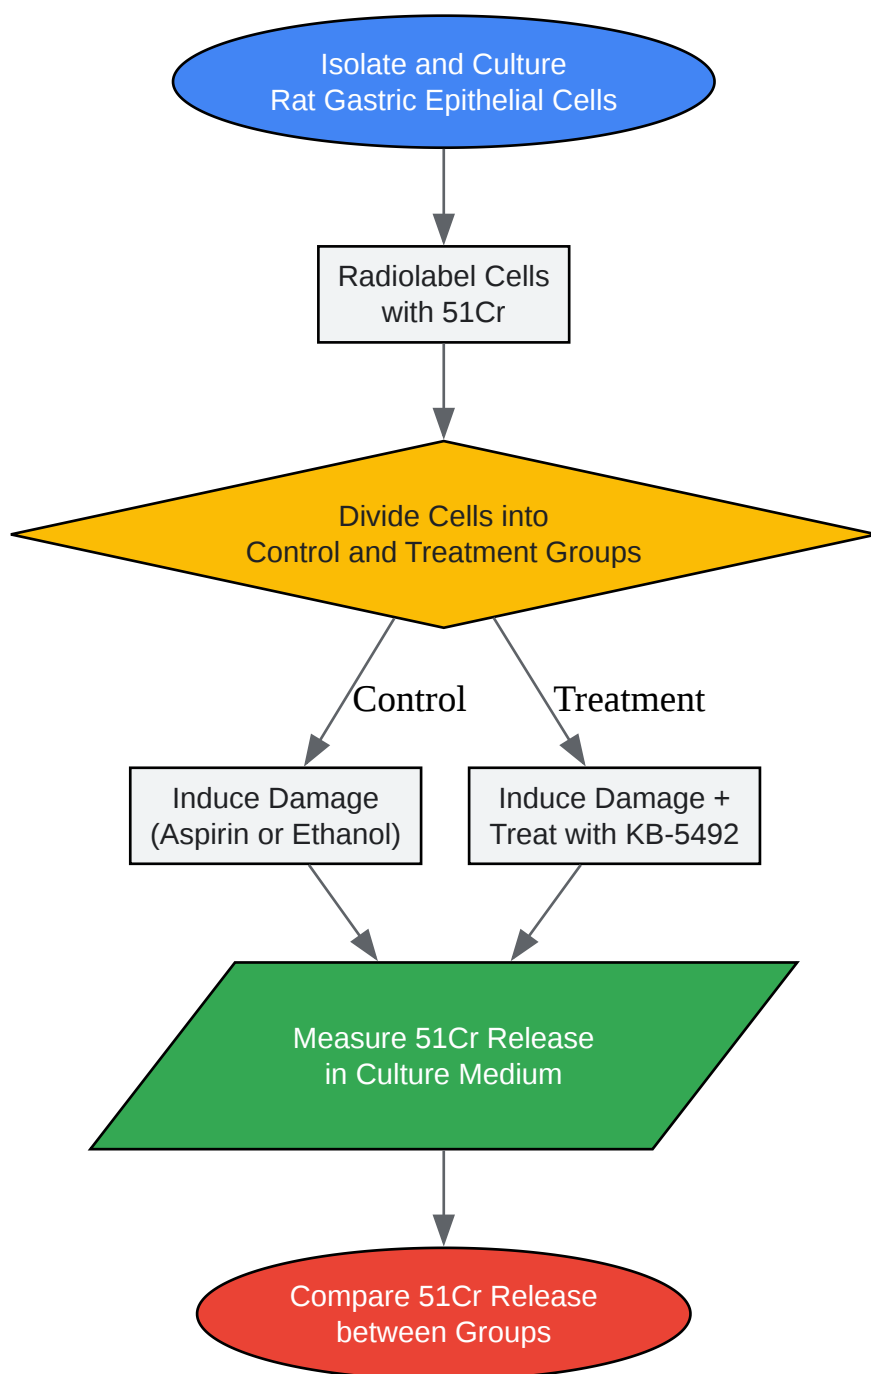 Isolate and Culture
Rat Gastric Epithelial Cells
Radiolabel Cells
with 51Cr
Divide Cells into
Control and Treatment Groups
Control
Treatment
Induce Damage
(Aspirin or Ethanol)
Induce Damage +
Treat with KB-5492
Measure 51Cr Release
in Culture Medium
Compare 51Cr Release
between Groups